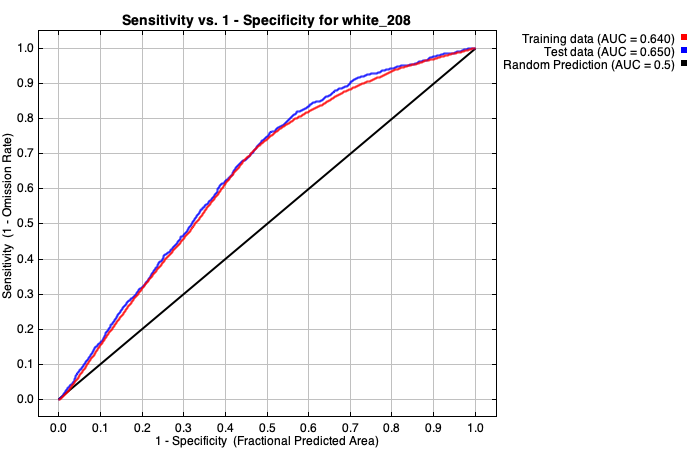 Sensitivity vs. 1 - Specificity for white_208
Training data (AUC = 0.640)
Test data (AUC = 0.650)
Random Prediction (AUC = 0.5)
Sensitivity (1 - Omission Rate)
1.0
0.9
0.8
0.7
0.6
0.5
0.4
0.3
0.2
0.1
0.0
0.0 0.1 0.2 0.3 0.4 0.5 0.6 0.7 0.8 0.9 1.0
1 - Specificity (Fractional Predicted Area)